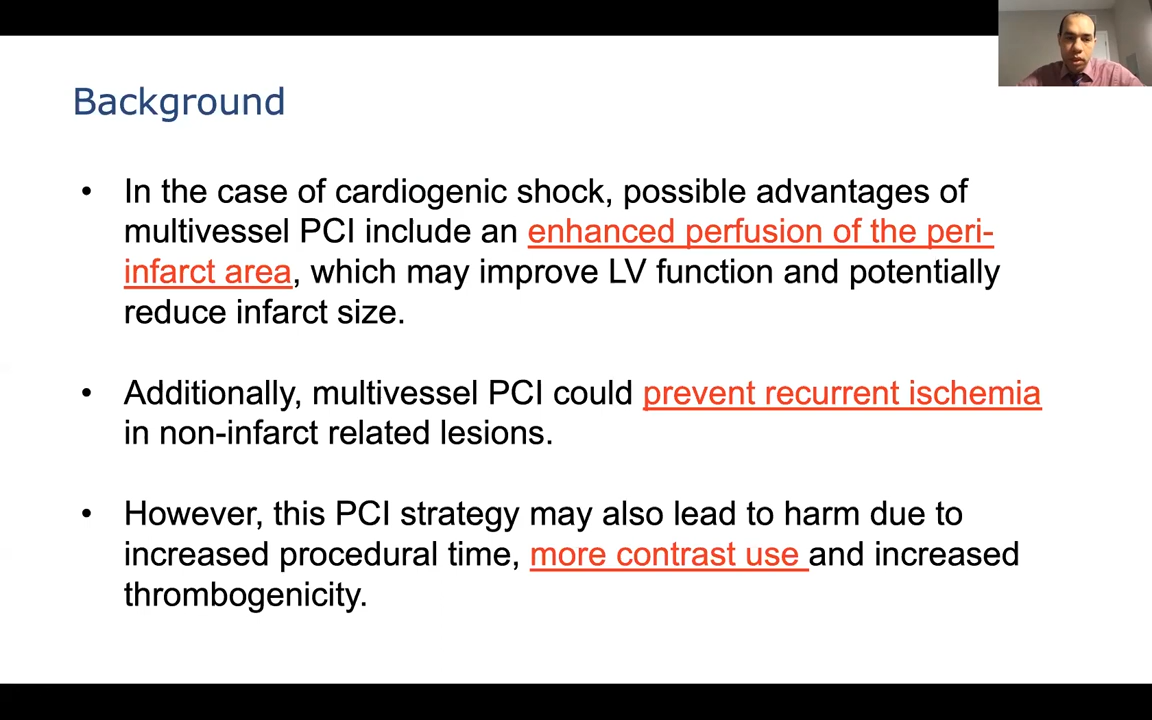 Background
• In the case of cardiogenic shock, possible advantages of
multivessel PCI include an enhanced perfusion of the peri-
infarct area, which may improve LV function and potentially
reduce infarct size.
• Additionally, multivessel PCI could prevent recurrent ischemia
in non-infarct related lesions.
• However, this PCI strategy may also lead to harm due to
increased procedural time, more contrast use and increased
thrombogenicity.